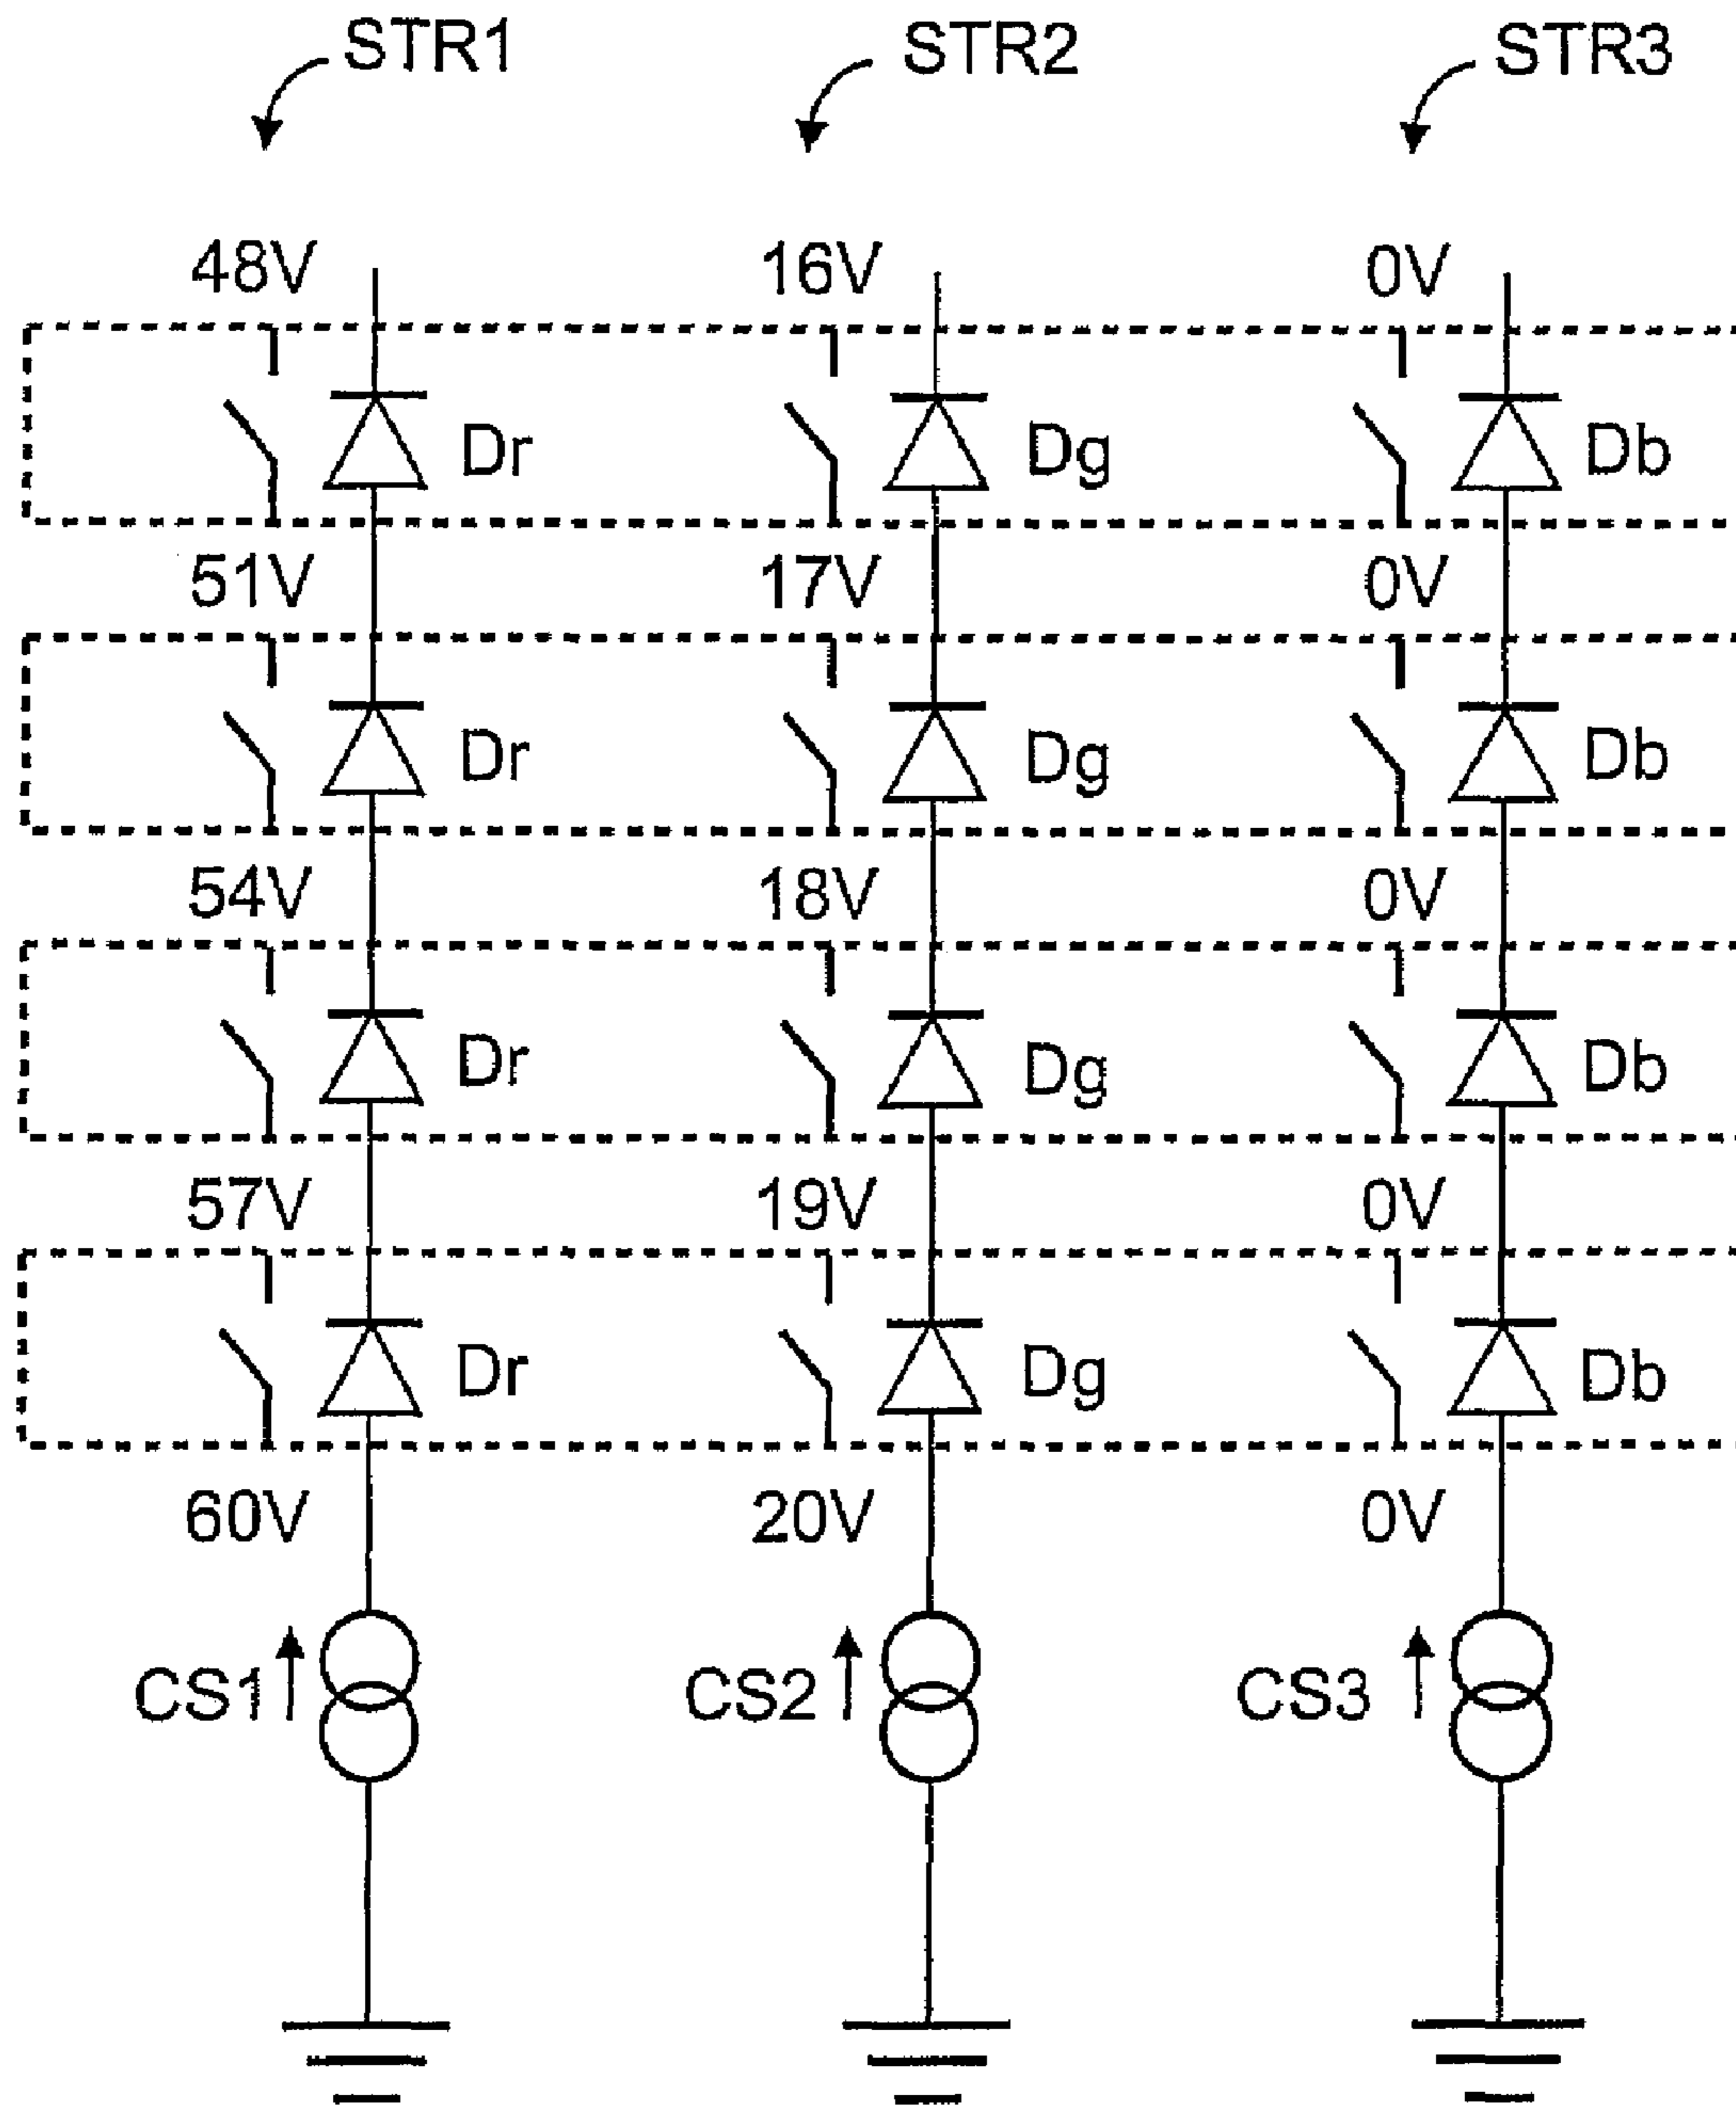 STR1 STR2 STR3
48V 16V 0V
Dr Dg Db
51V 17V 0V
Dr Dg Db
54V 18V 0V
Dr Dg Db
57V 19V 0V
Dr Dg Db
60V 20V 0V
CS1 CS2 CS3